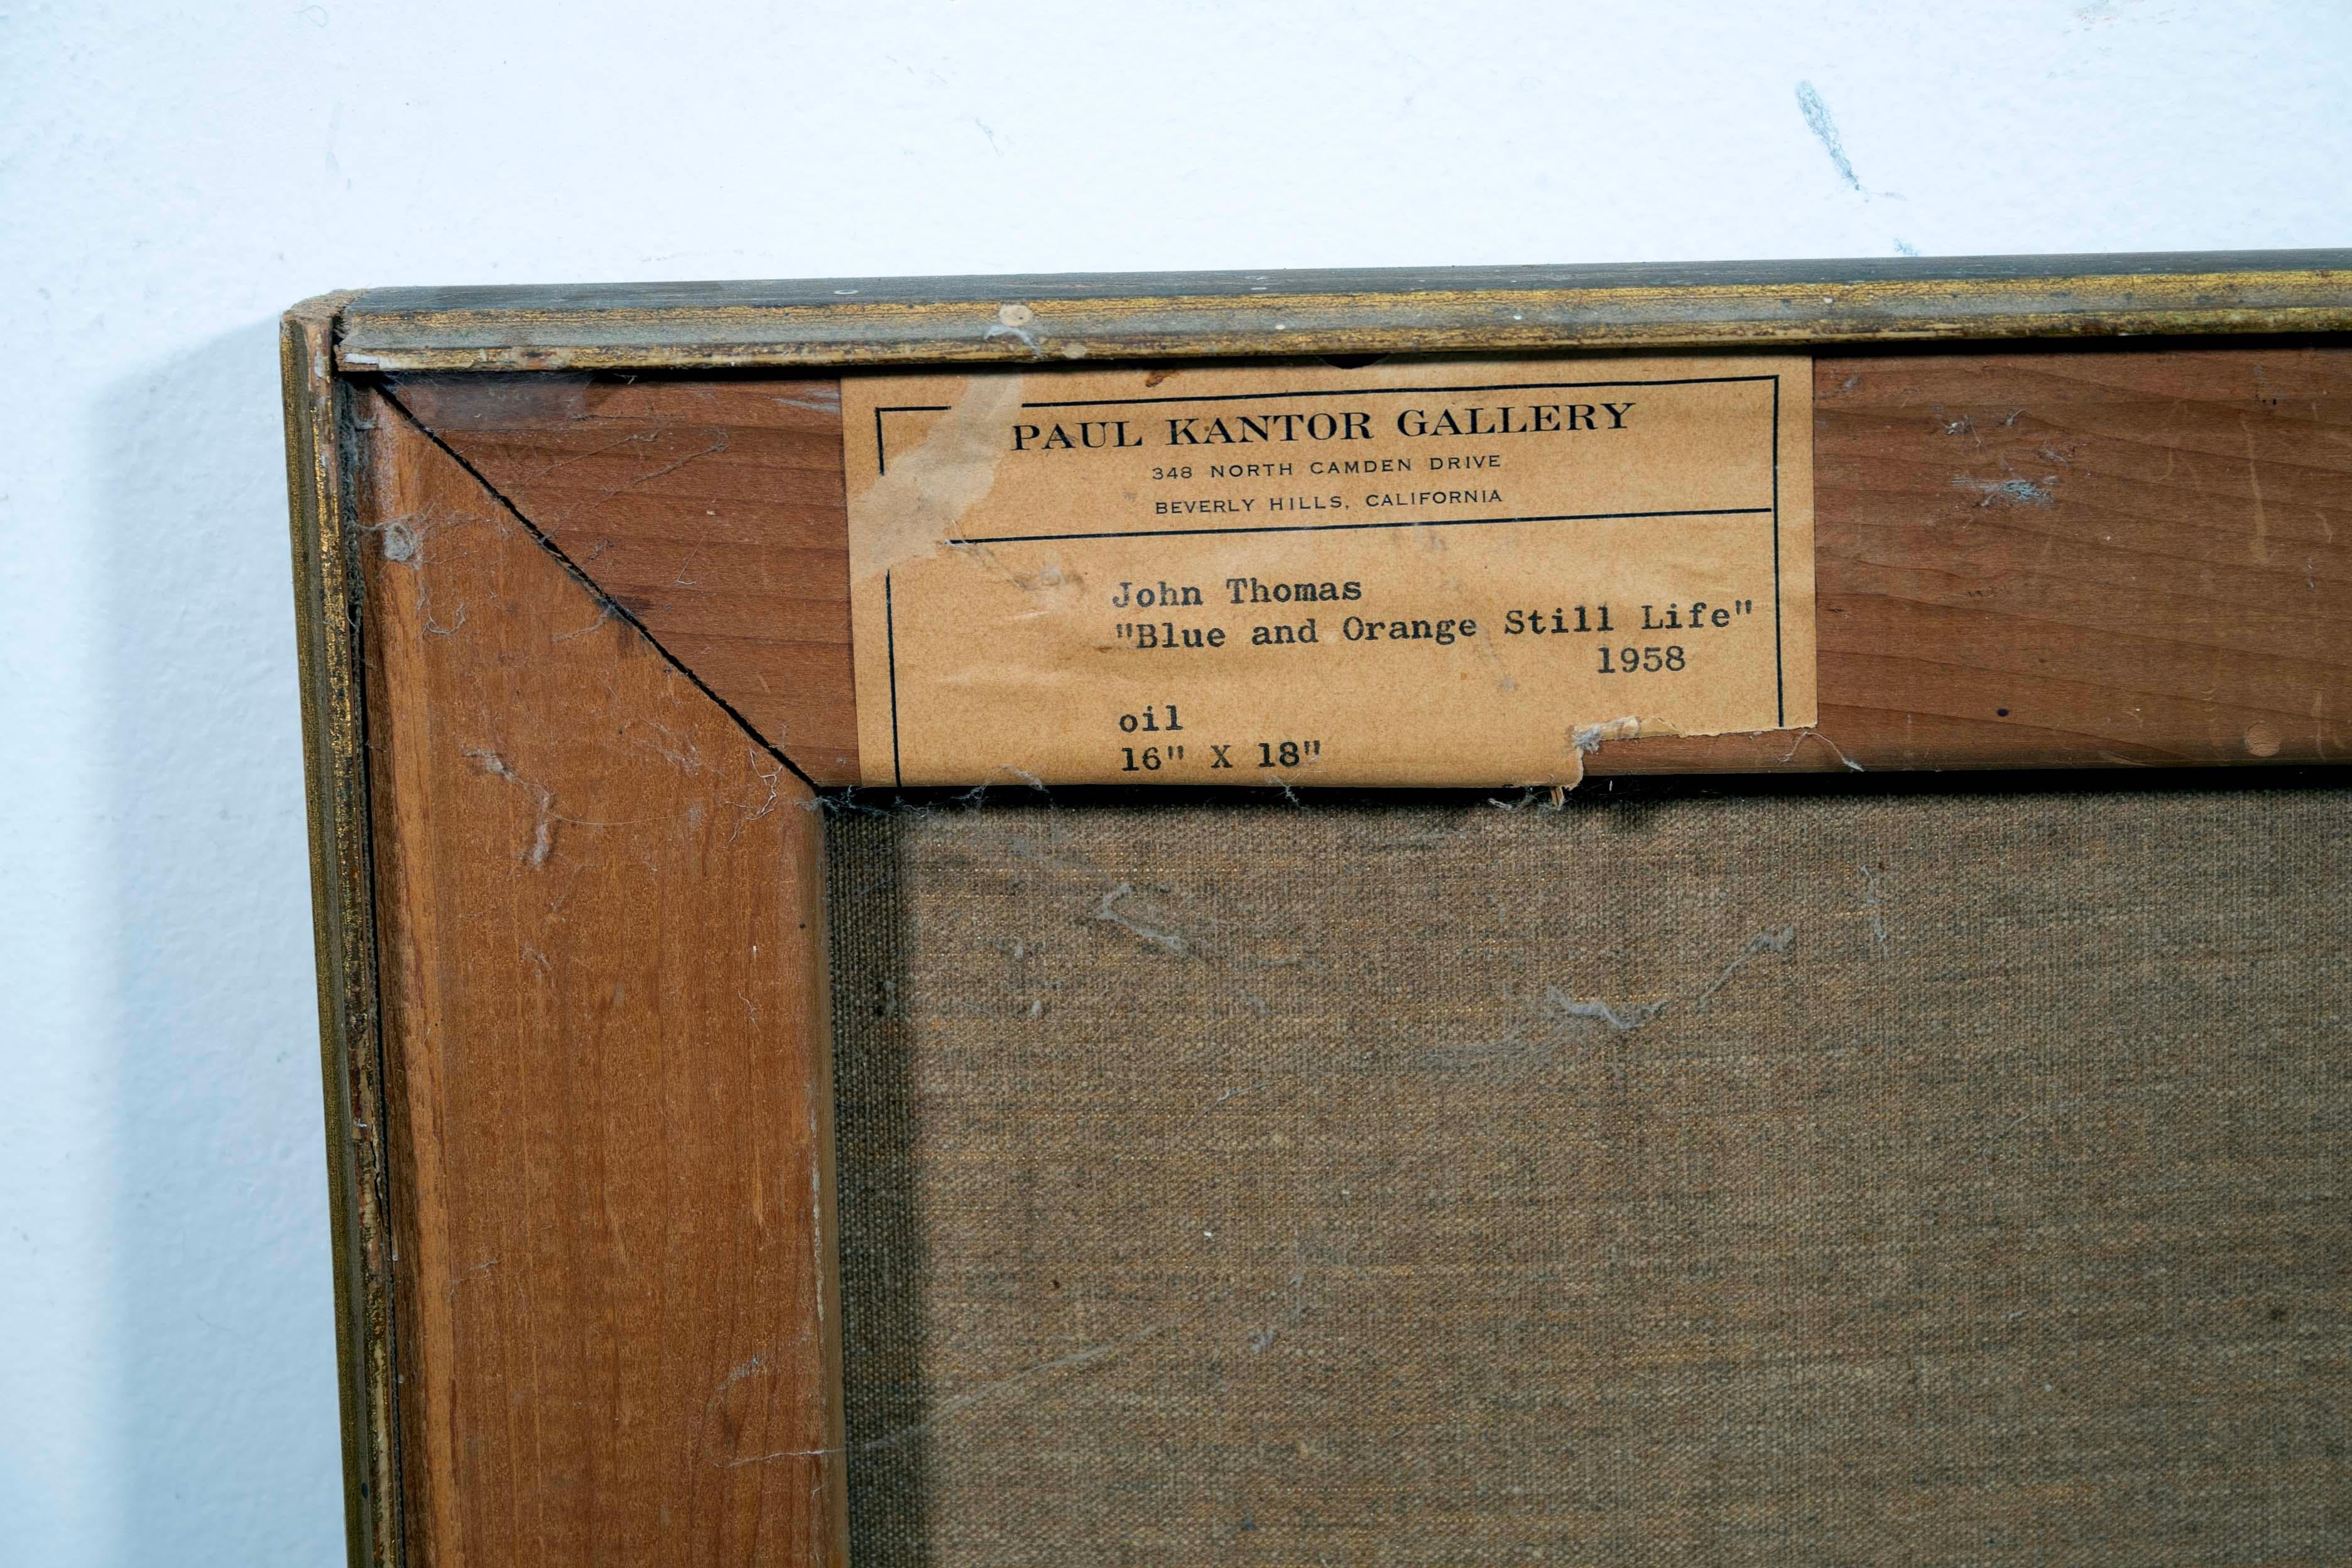 PAUL KANTOR GALLERY
348 NORTH CAMDEN DRIVE
BEVERLY HILLS, CALIFORNIA
John Thomas
"Blue and Orange Still Life"
1958
oil
16" X 18"